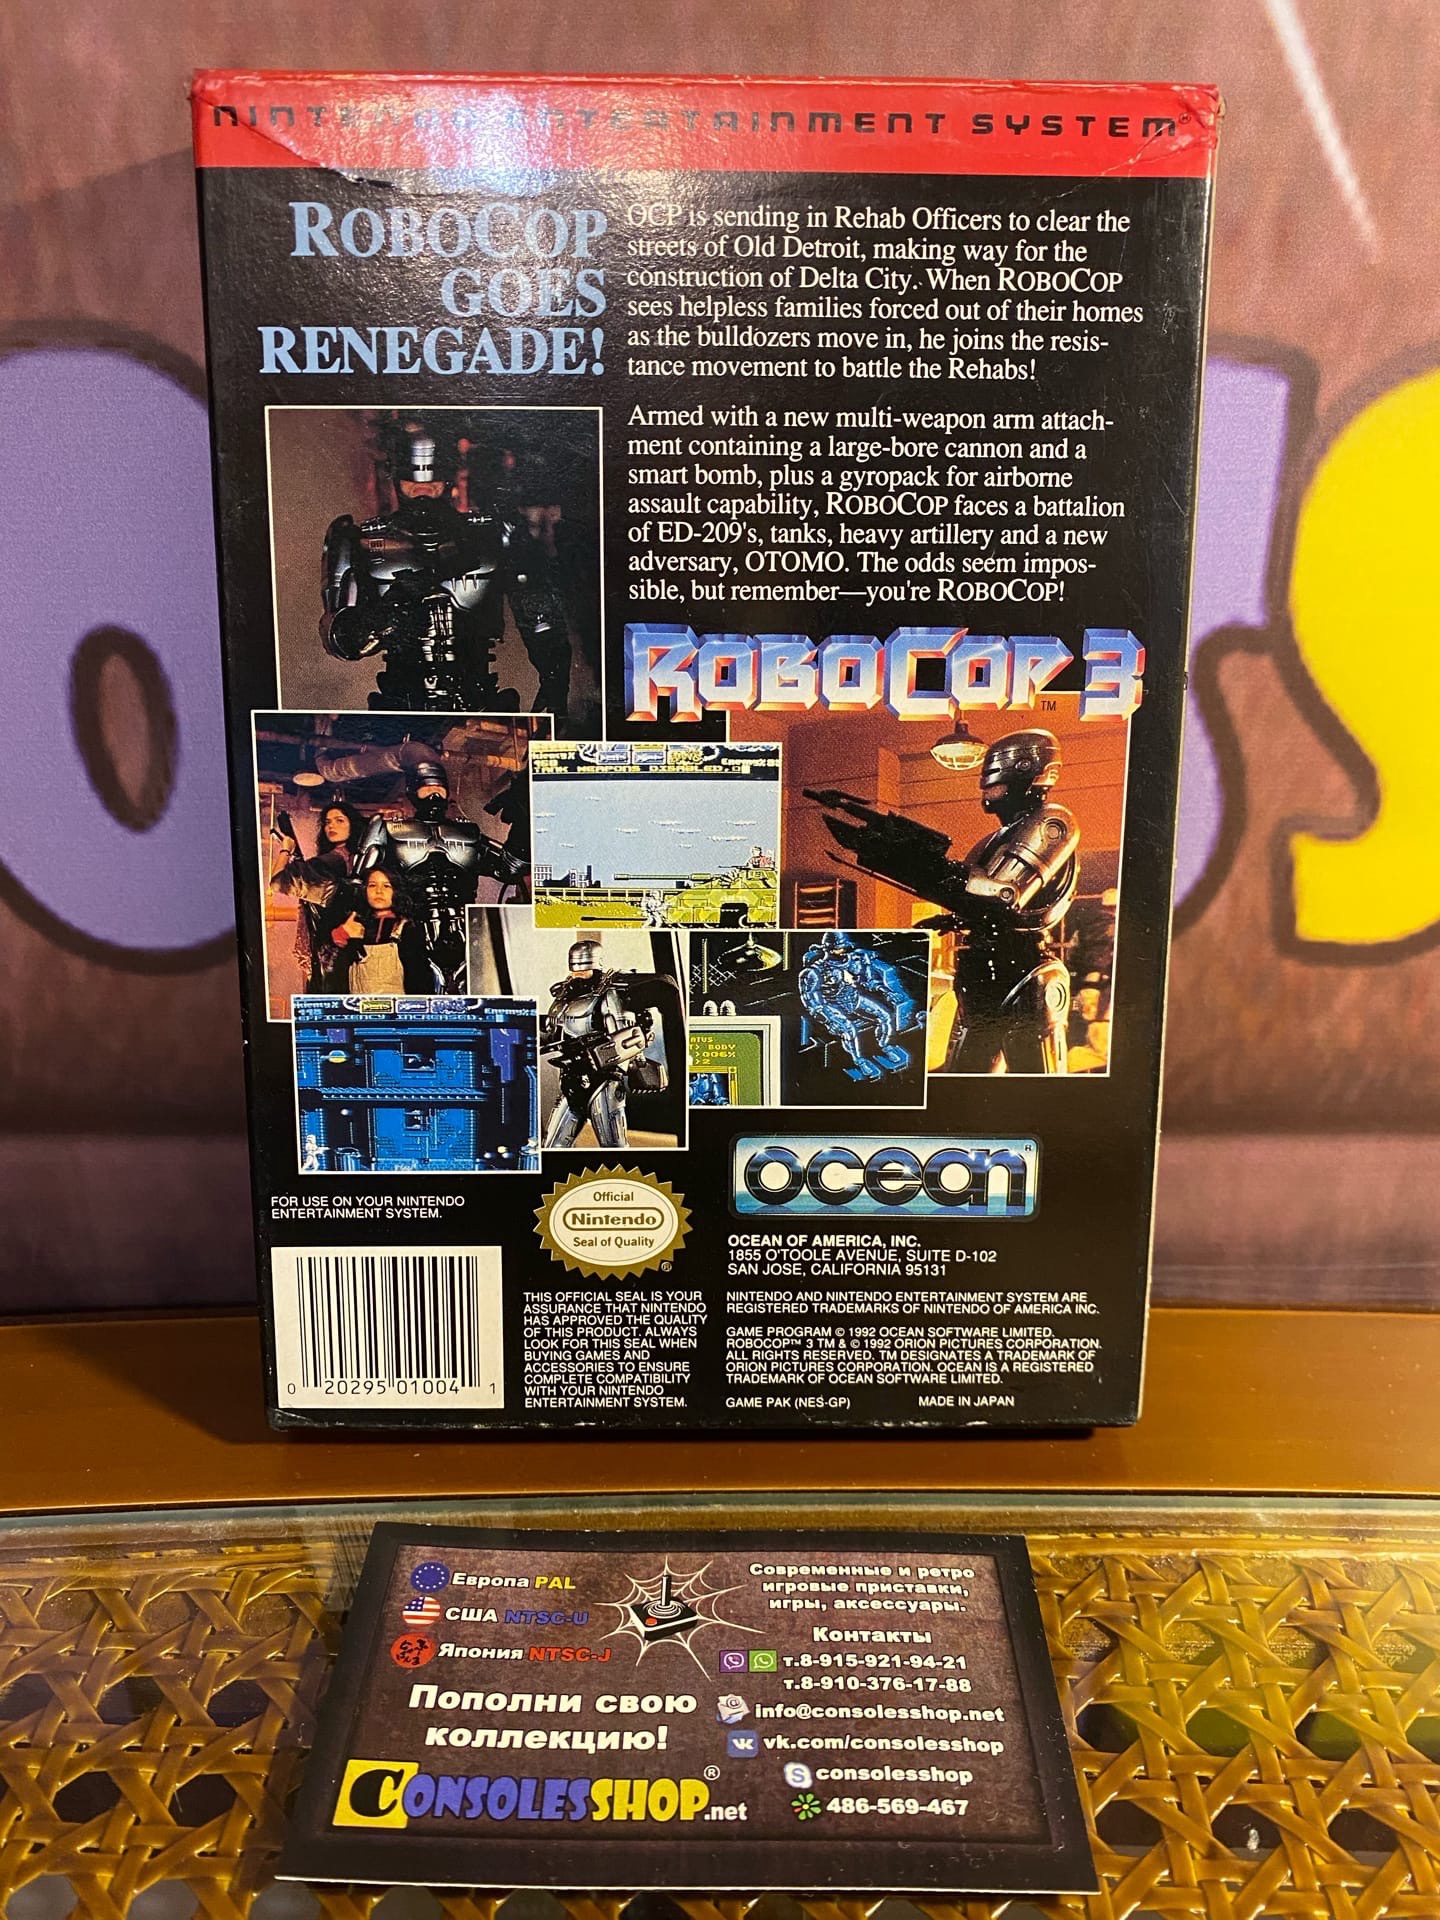 NINTENDO ENTERTAINMENT SYSTEM®
ROBOCOP
GOES
RENEGADE!
OCP is sending in Rehab Officers to clear the
streets of Old Detroit, making way for the
construction of Delta City. When ROBOCOP
sees helpless families forced out of their homes
as the bulldozers move in, he joins the resis-
tance movement to battle the Rehabs!
Armed with a new multi-weapon arm attach-
ment containing a large-bore cannon and a
smart bomb, plus a gyropack for airborne
assault capability, ROBOCOP faces a battalion
of ED-209's, tanks, heavy artillery and a new
adversary, OTOMO. The odds seem impos-
sible, but remember—you're ROBOCOP!
ROBOCOP 3
TM
TANK WEAPONS DISABLED.
EFFICIENCY INCREASED.
BODY
ocean®
FOR USE ON YOUR NINTENDO
ENTERTAINMENT SYSTEM.
Official
Nintendo
Seal of Quality
®
OCEAN OF AMERICA, INC.
1855 O'TOOLE AVENUE, SUITE D-102
SAN JOSE, CALIFORNIA 95131
0 20295 01004 1
THIS OFFICIAL SEAL IS YOUR
ASSURANCE THAT NINTENDO
HAS APPROVED THE QUALITY
OF THIS PRODUCT. ALWAYS
LOOK FOR THIS SEAL WHEN
BUYING GAMES AND
ACCESSORIES TO ENSURE
COMPLETE COMPATIBILITY
WITH YOUR NINTENDO
ENTERTAINMENT SYSTEM.
NINTENDO AND NINTENDO ENTERTAINMENT SYSTEM ARE
REGISTERED TRADEMARKS OF NINTENDO OF AMERICA INC.
GAME PROGRAM © 1992 OCEAN SOFTWARE LIMITED.
ROBOCOP™ 3 TM & © 1992 ORION PICTURES CORPORATION.
ALL RIGHTS RESERVED. TM DESIGNATES A TRADEMARK OF
ORION PICTURES CORPORATION. OCEAN IS A REGISTERED
TRADEMARK OF OCEAN SOFTWARE LIMITED.
GAME PAK (NES-GP) MADE IN JAPAN
Европа PAL
США NTSC-U
Япония NTSC-J
Пополни свою
коллекцию!
CONSOLESSHOP®.net
Современные и ретро
игровые приставки,
игры, аксессуары.
Контакты
т.8-915-921-94-21
т.8-910-376-17-88
info@consolesshop.net
vk.com/consolesshop
consolesshop
486-569-467